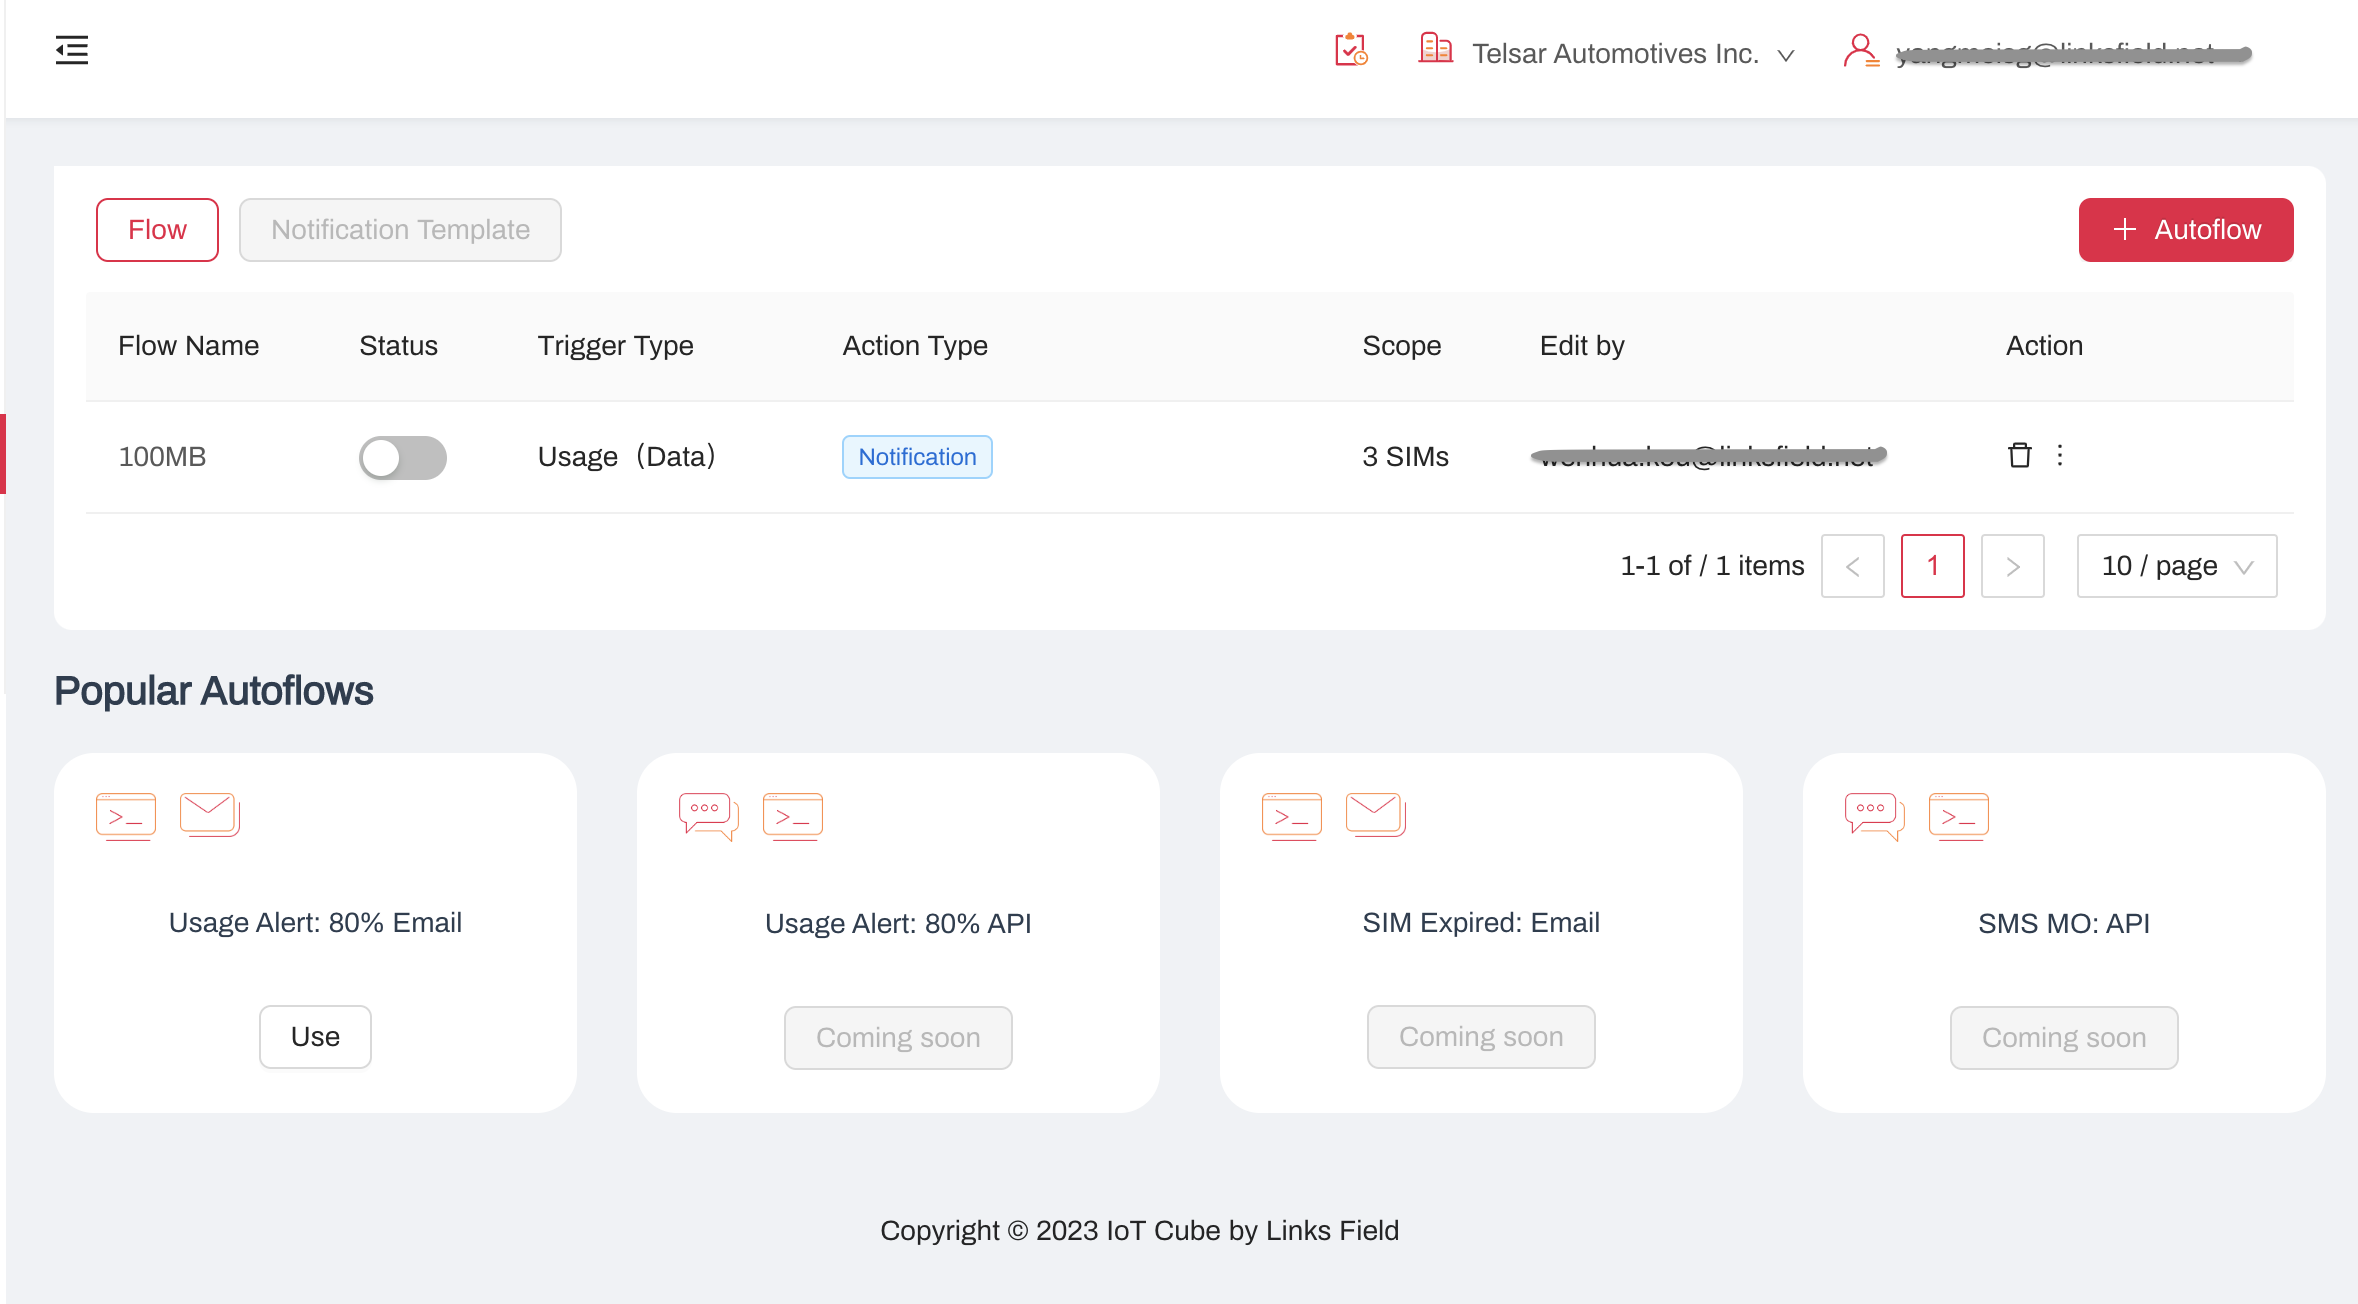 Telsar Automotives Inc.
Flow
Notification Template
+ Autoflow
Flow Name Status Trigger Type Action Type Scope Edit by Action
100MB Usage（Data） Notification 3 SIMs
1-1 of / 1 items < 1 > 10 / page
Popular Autoflows
Usage Alert: 80% Email
Use
Usage Alert: 80% API
Coming soon
SIM Expired: Email
Coming soon
SMS MO: API
Coming soon
Copyright © 2023 IoT Cube by Links Field